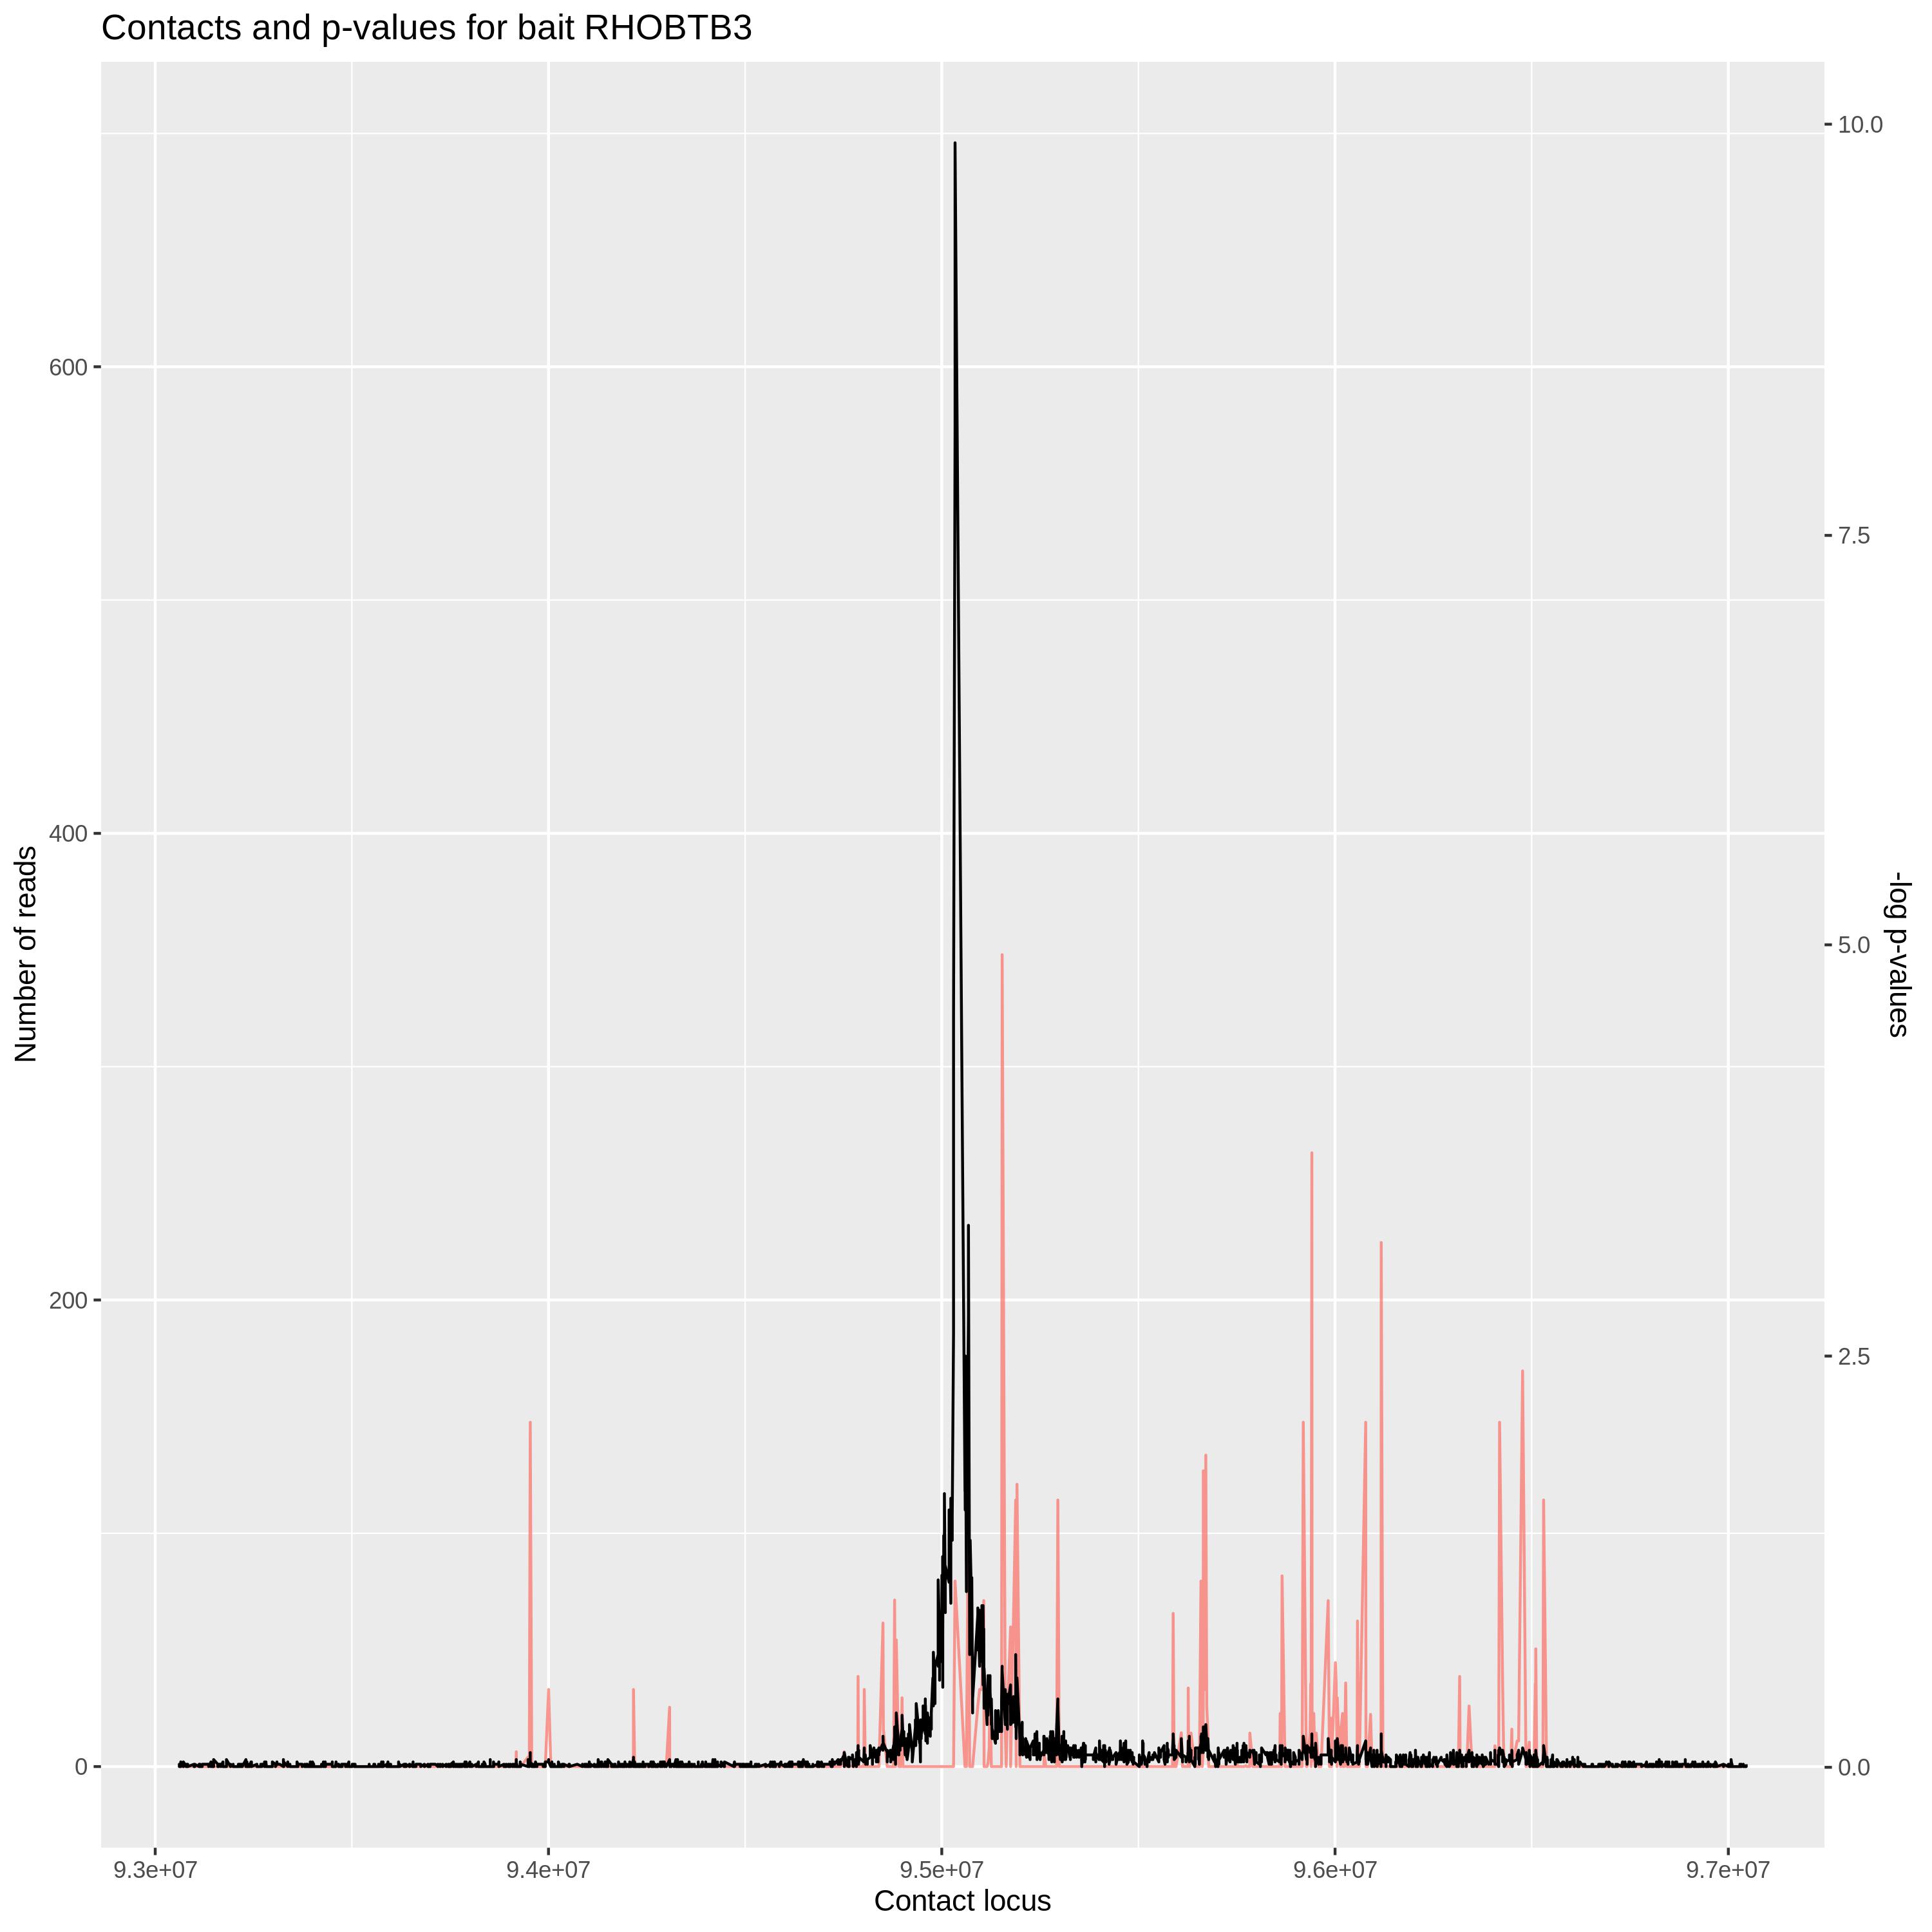 Contacts and p-values for bait RHOBTB3
10.0
7.5
5.0
2.5
0.0
600
400
200
0
Number of reads
-log p-values
9.3e+07 9.4e+07 9.5e+07 9.6e+07 9.7e+07
Contact locus